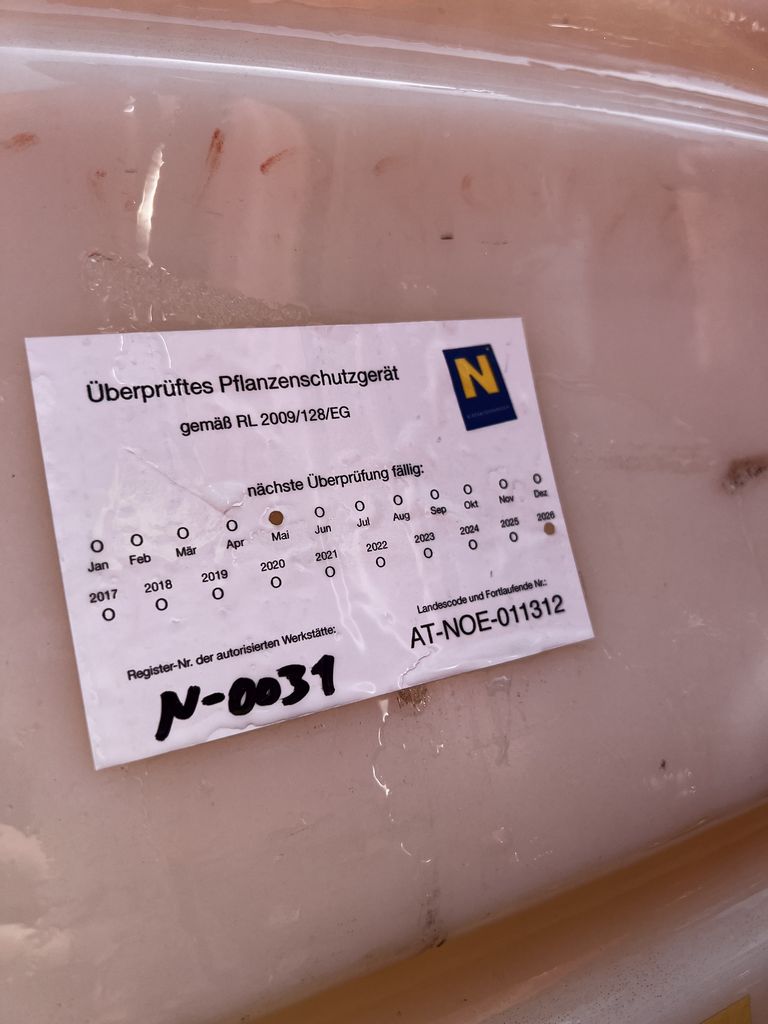 Überprüftes Pflanzenschutzgerät
gemäß RL 2009/128/EG
N
nächste Überprüfung fällig:
Jan Feb Mär Apr Mai Jun Jul Aug Sep Okt Nov Dez
2017 2018 2019 2020 2021 2022 2023 2024 2025 2026
Register-Nr. der autorisierten Werkstätte:
N-0031
Landescode und Fortlaufende Nr.:
AT-NOE-011312